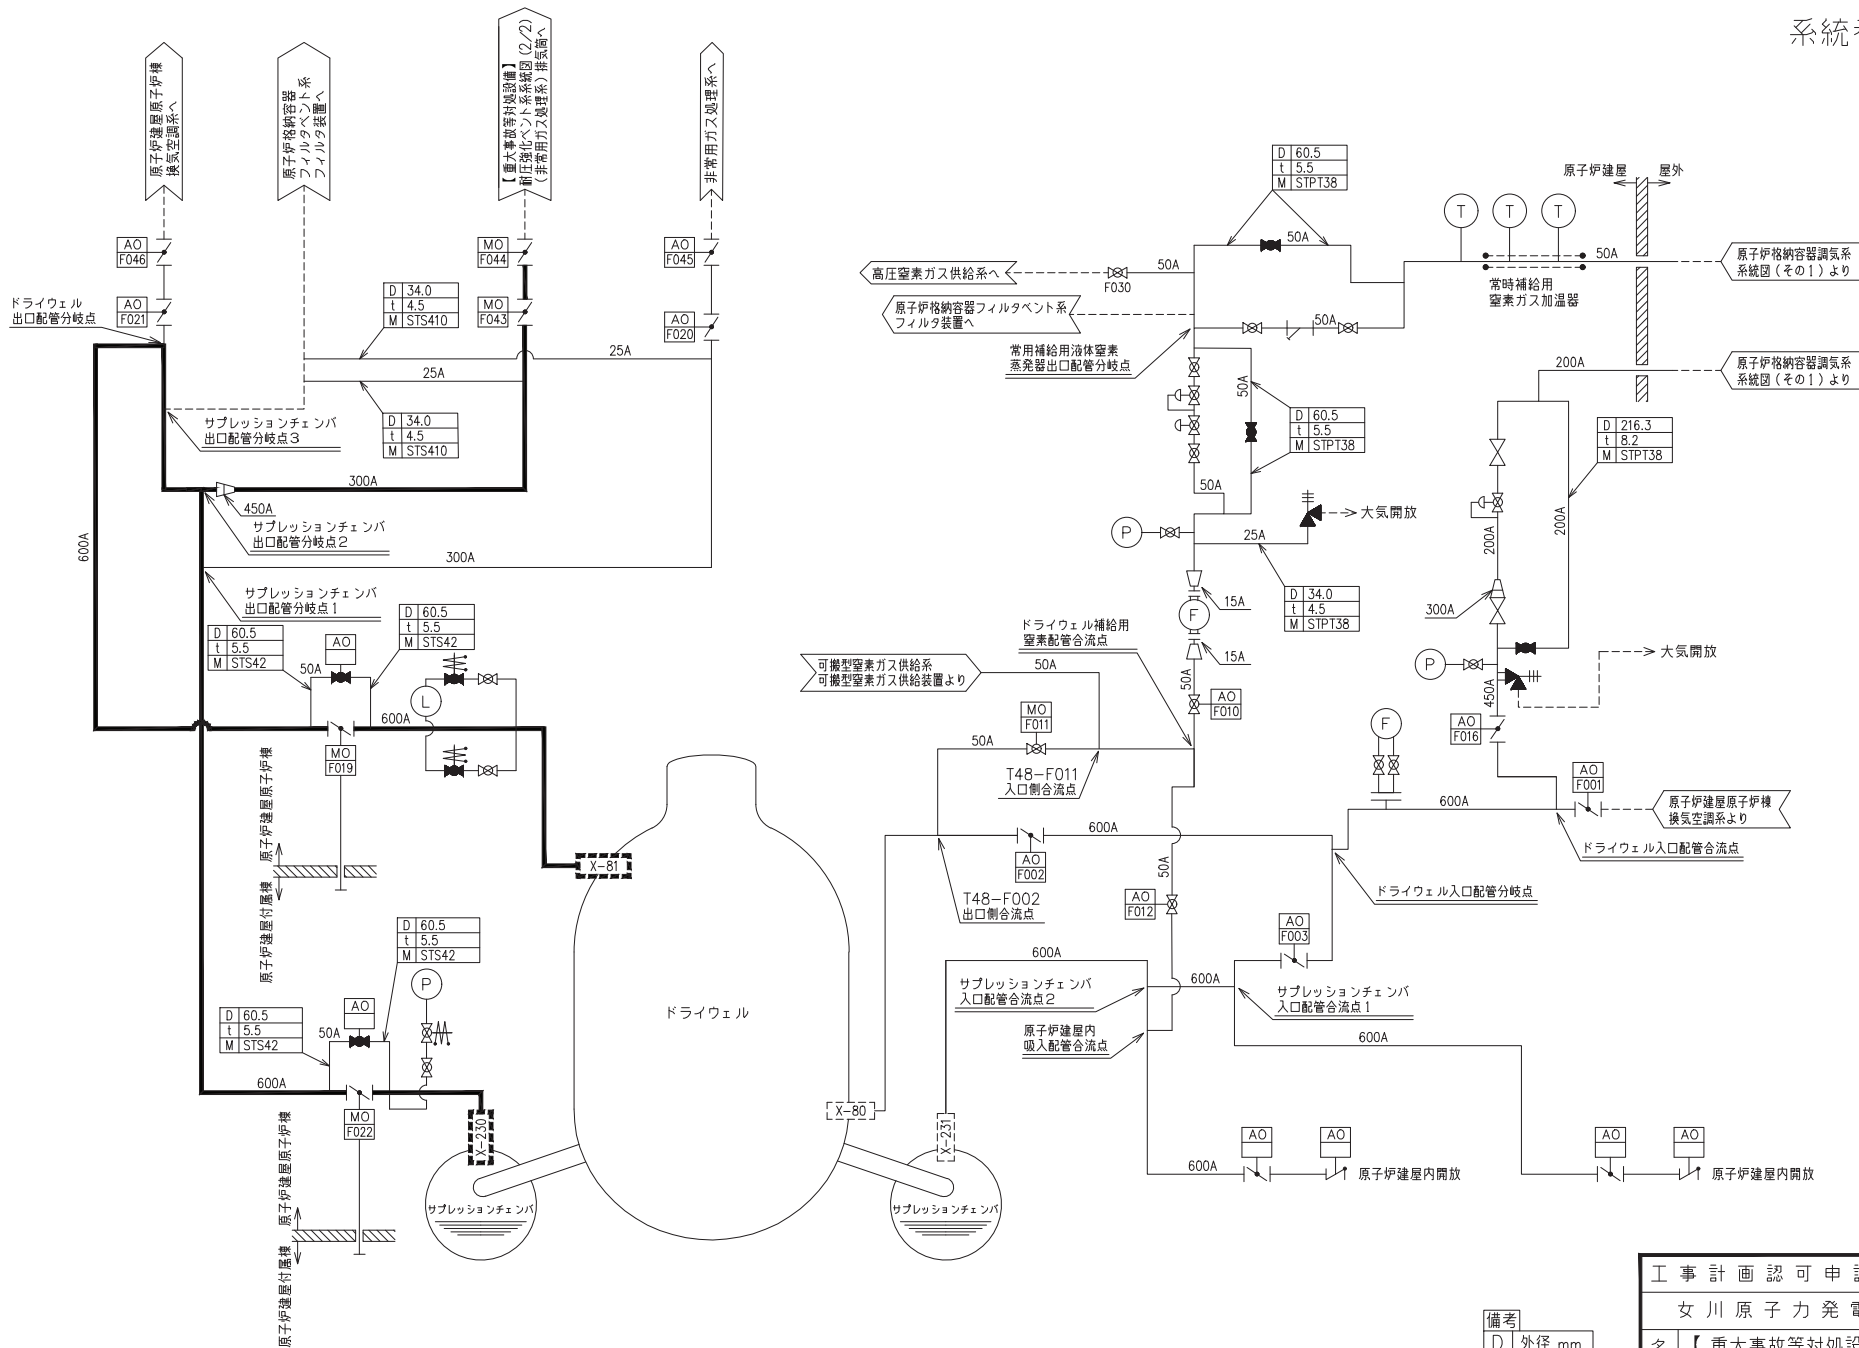 系統
原子炉建屋原子炉棟
換気空調系へ
原子炉格納容器
フィルタベント系
フィルタ装置へ
【重大事故等対処設備】
耐圧強化ベント系系統図 (2/2)
(非常用ガス処理系) 排気筒へ
非常用ガス処理系へ
AO
F046
MO
F044
AO
F045
ドライウェル
出口配管分岐点
AO
F021
D 34.0
t 4.5
M STS410
MO
F043
AO
F020
25A
25A
サプレッションチェンバ
出口配管分岐点3
D 34.0
t 4.5
M STS410
300A
450A
サプレッションチェンバ
出口配管分岐点2
600A
300A
サプレッションチェンバ
出口配管分岐点1
D 60.5
t 5.5
M STS42
D 60.5
t 5.5
M STS42
AO
50A
L
600A
MO
F019
原子炉建屋原子炉棟
原子炉建屋付属棟
X-81
D 60.5
t 5.5
M STS42
D 60.5
t 5.5
M STS42
AO
50A
P
600A
MO
F022
X-230
原子炉建屋原子炉棟
原子炉建屋付属棟
サプレッションチェンバ
ドライウェル
X-80
X-231
サプレッションチェンバ
D 60.5
t 5.5
M STPT38
50A
原子炉建屋
屋外
T
T
T
50A
原子炉格納容器調気系
系統図(その1)より
常時補給用
窒素ガス加温器
高圧窒素ガス供給系へ
F030
50A
原子炉格納容器フィルタベント系
フィルタ装置へ
50A
常用補給用液体窒素
蒸発器出口配管分岐点
200A
原子炉格納容器調気系
系統図(その1)より
50A
D 60.5
t 5.5
M STPT38
D 216.3
t 8.2
M STPT38
50A
大気開放
P
25A
200A
200A
15A
F
15A
D 34.0
t 4.5
M STPT38
300A
ドライウェル補給用
窒素配管合流点
可搬型窒素ガス供給系
可搬型窒素ガス供給装置より
50A
50A
AO
F010
P
大気開放
450A
AO
F016
MO
F011
50A
T48-F011
入口側合流点
F
AO
F001
600A
原子炉建屋原子炉棟
換気空調系より
ドライウェル入口配管合流点
600A
AO
F002
T48-F002
出口側合流点
50A
AO
F012
ドライウェル入口配管分岐点
AO
F003
600A
600A
サプレッションチェンバ
入口配管合流点2
サプレッションチェンバ
入口配管合流点1
原子炉建屋内
吸入配管合流点
600A
600A
AO
AO
原子炉建屋内開放
AO
AO
原子炉建屋内開放
備考
D 外径 mm
工事計画認可申
女川原子力発電
名 【重大事故等対処設